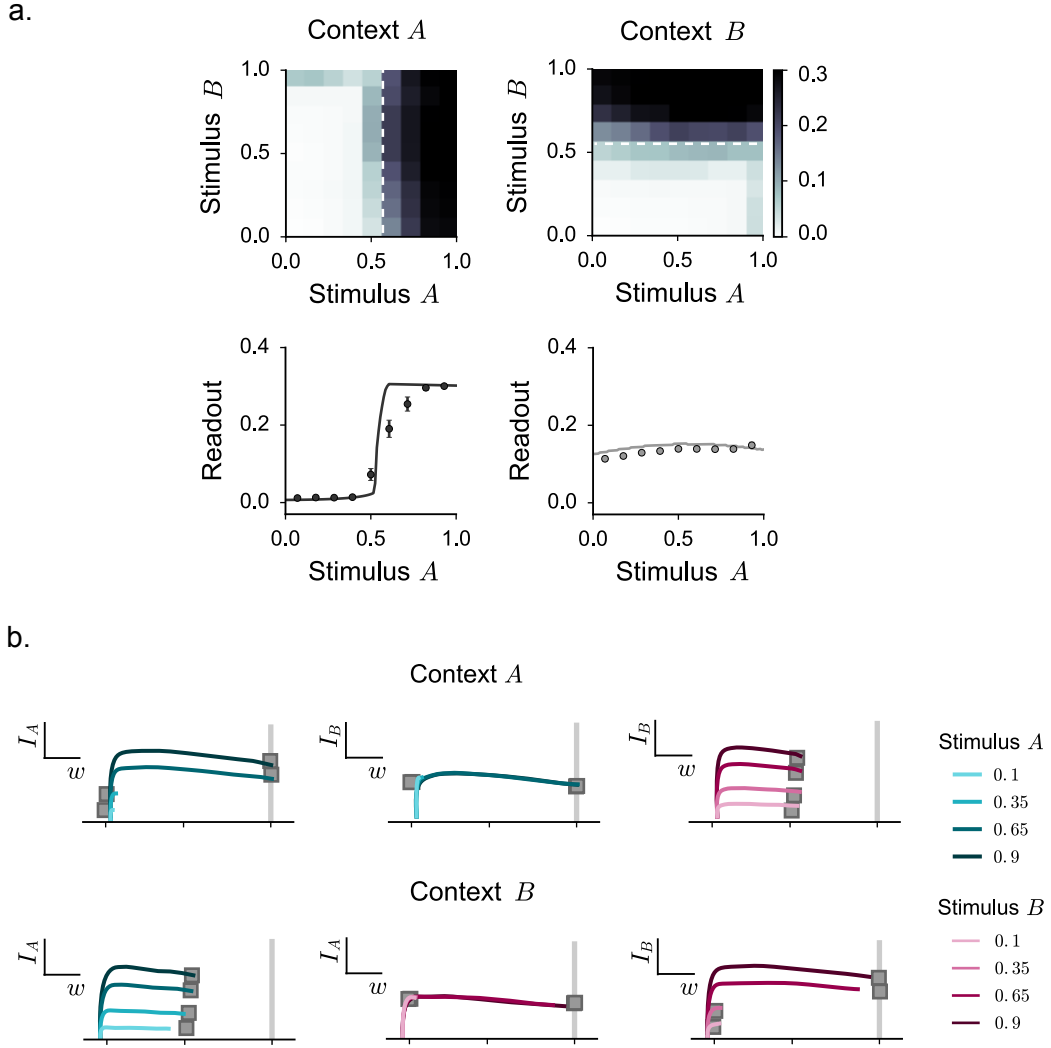 a.
Context A
Context B
Stimulus B
1.0
0.5
0.0
0.0 0.5 1.0
Stimulus A
Stimulus B
1.0
0.5
0.0
0.0 0.5 1.0
Stimulus A
0.3
0.2
0.1
0.0
Readout
0.4
0.2
0.0
0.0 0.5 1.0
Stimulus A
Readout
0.4
0.2
0.0
0.0 0.5 1.0
Stimulus A
b.
Context A
I_A
w
I_B
w
I_B
w
Stimulus A
0.1
0.35
0.65
0.9
Context B
I_A
w
I_A
w
I_B
w
Stimulus B
0.1
0.35
0.65
0.9